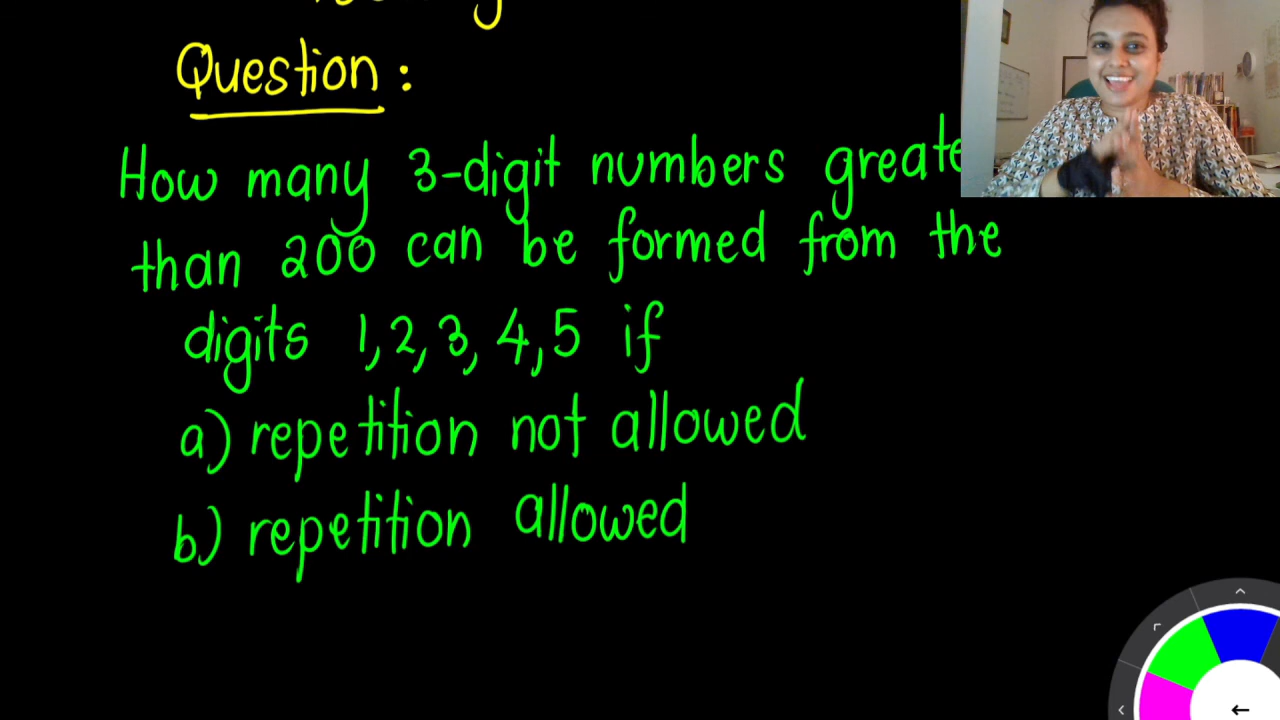 Question :
How many 3-digit numbers greate
than 200 can be formed from the
digits 1, 2, 3, 4, 5 if
a) repetition not allowed
b) repetition allowed